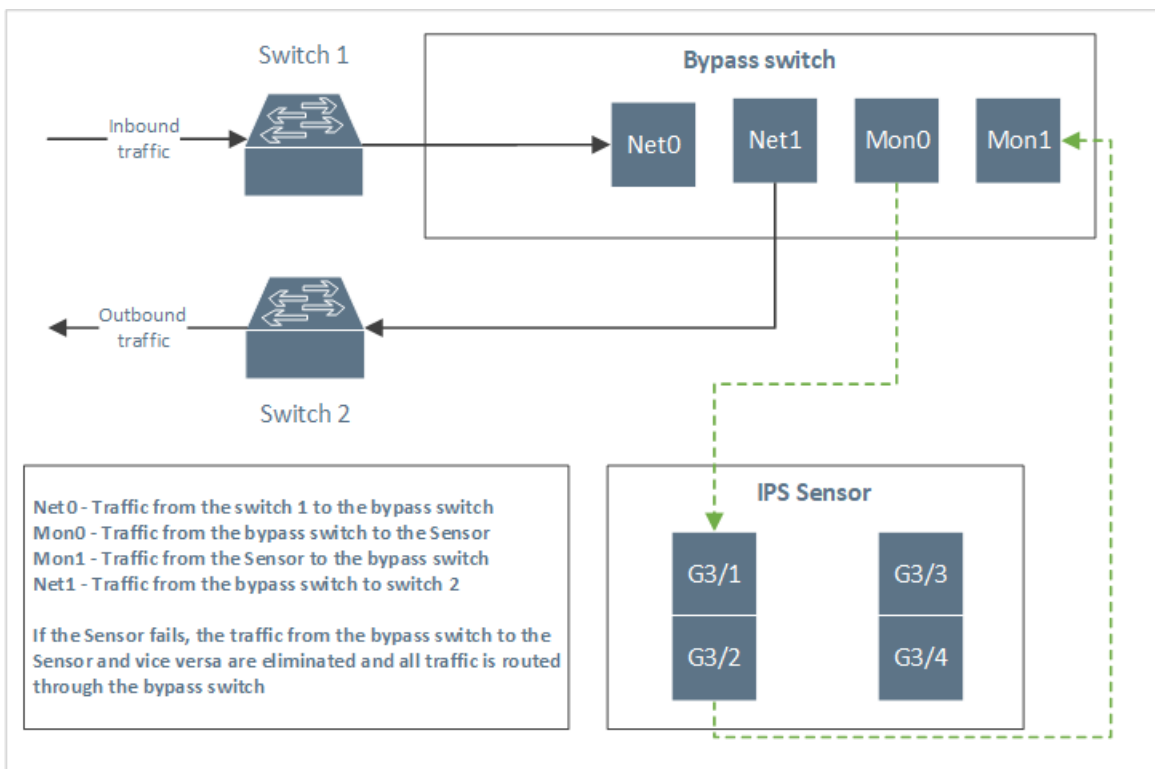 Switch 1
Bypass switch
Inbound
traffic
Net0
Net1
Mon0
Mon1
Outbound
traffic
Switch 2
Net0 - Traffic from the switch 1 to the bypass switch
Mon0 - Traffic from the bypass switch to the Sensor
Mon1 - Traffic from the Sensor to the bypass switch
Net1 - Traffic from the bypass switch to switch 2
If the Sensor fails, the traffic from the bypass switch to the
Sensor and vice versa are eliminated and all traffic is routed
through the bypass switch
IPS Sensor
G3/1
G3/3
G3/2
G3/4